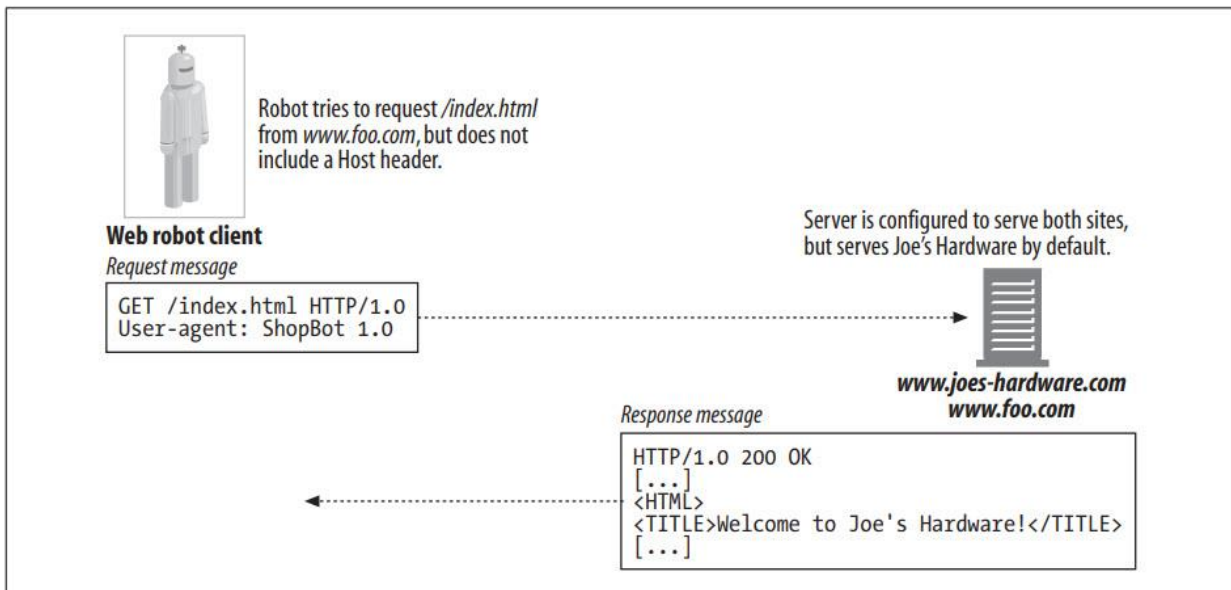 Robot tries to request /index.html
from www.foo.com, but does not
include a Host header.
Web robot client
Request message
GET /index.html HTTP/1.0
User-agent: ShopBot 1.0
Server is configured to serve both sites,
but serves Joe's Hardware by default.
www.joes-hardware.com
www.foo.com
Response message
HTTP/1.0 200 OK
[...]
<HTML>
<TITLE>Welcome to Joe's Hardware!</TITLE>
[...]